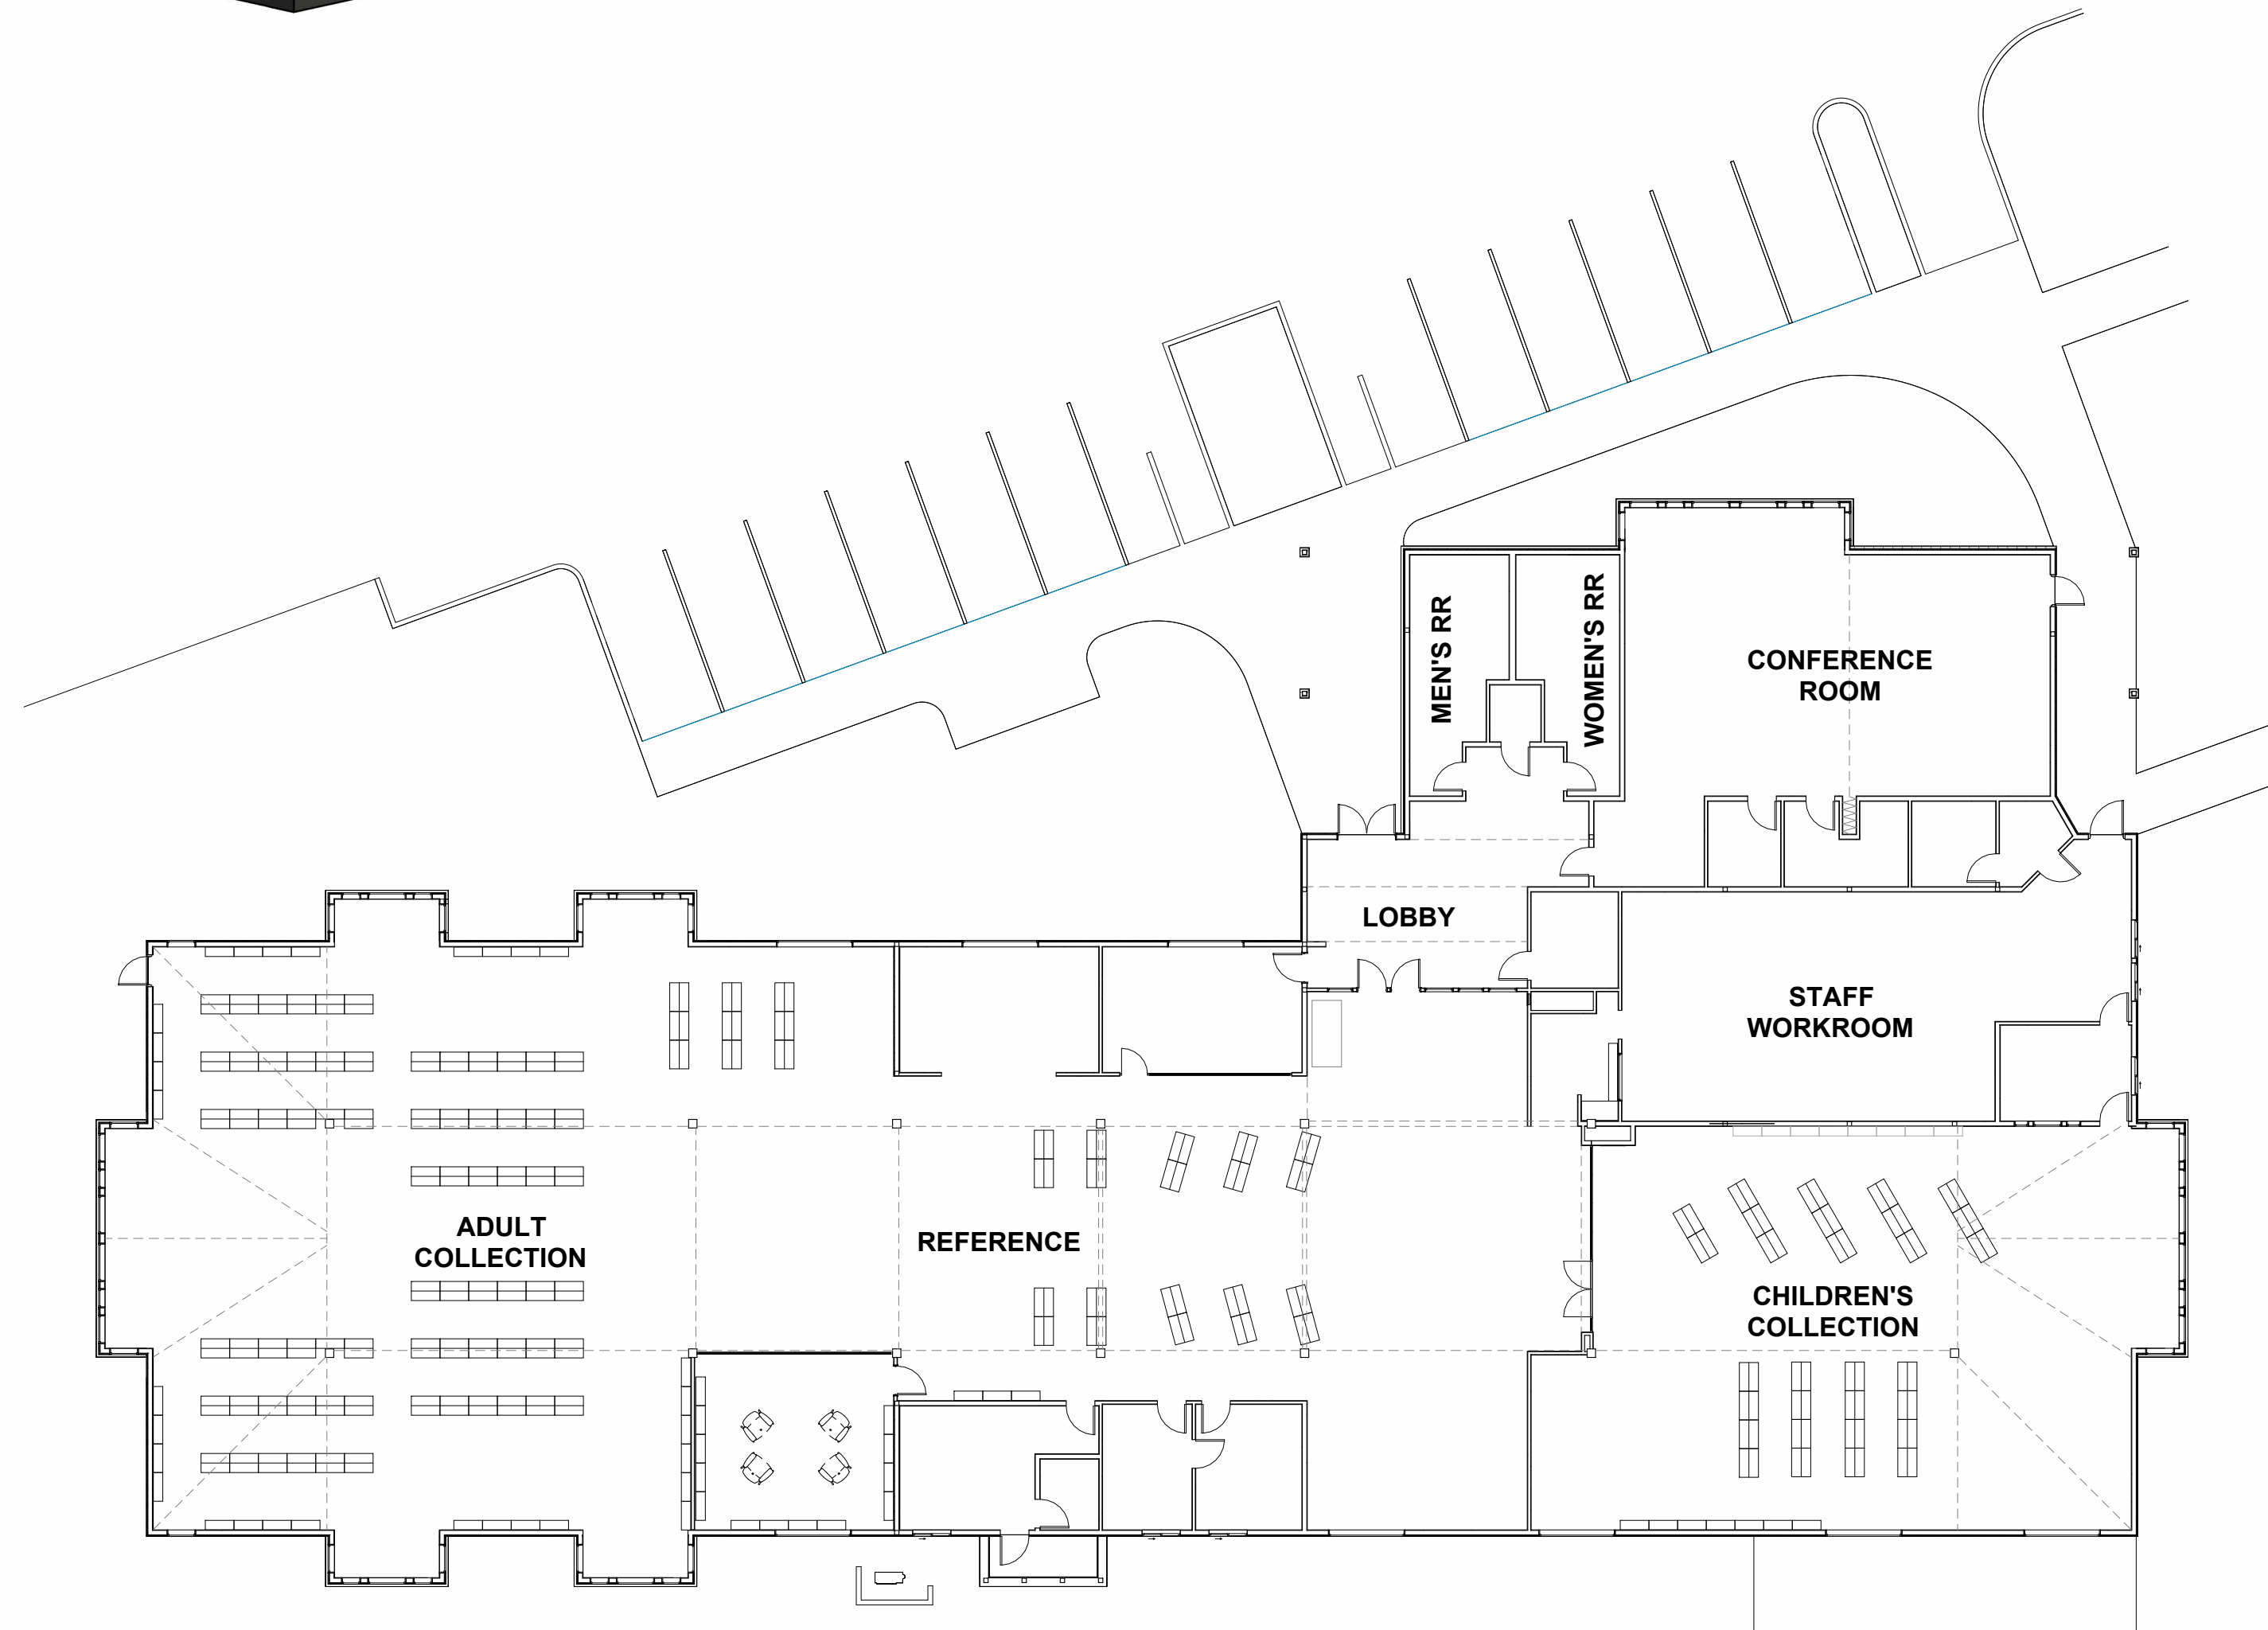 MEN'S RR
WOMEN'S RR
CONFERENCE
ROOM
LOBBY
STAFF
WORKROOM
ADULT
COLLECTION
REFERENCE
CHILDREN'S
COLLECTION